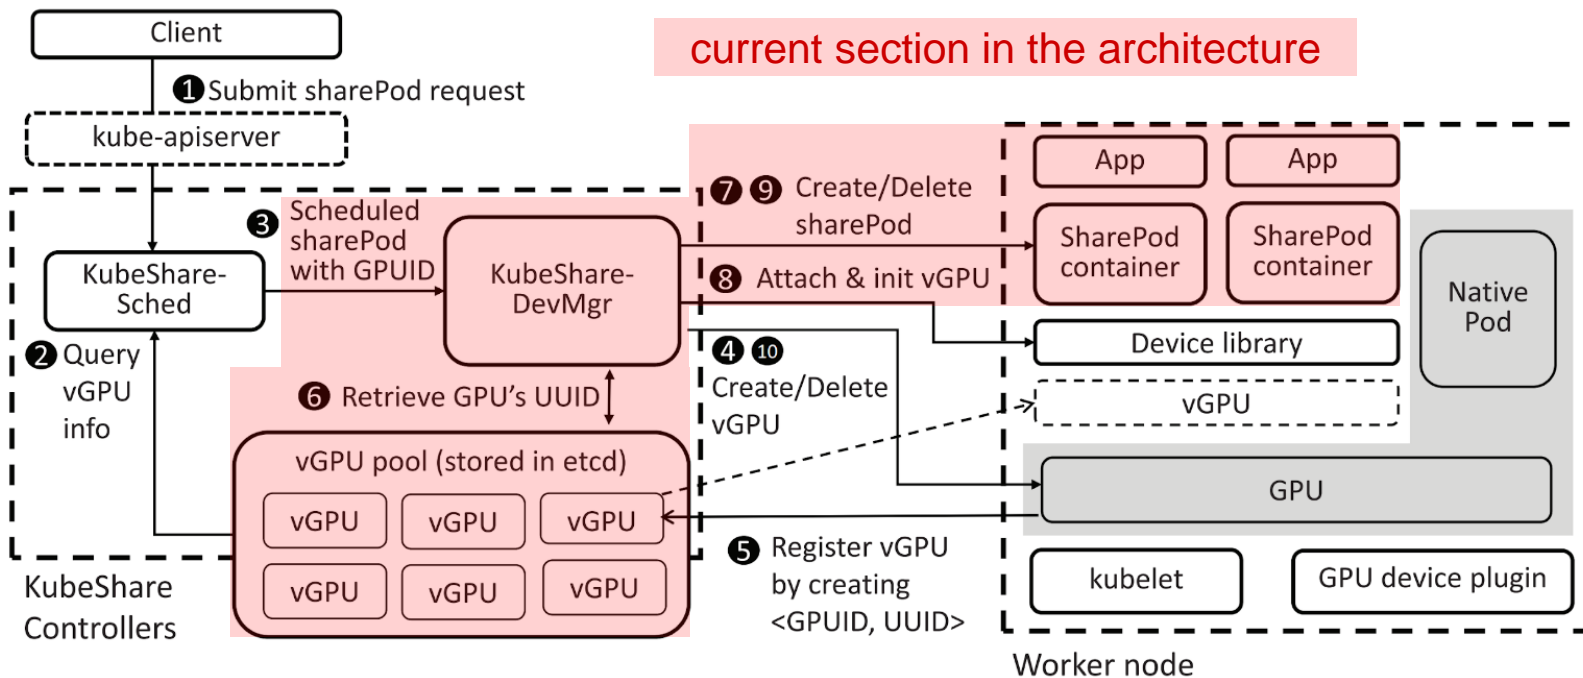 Client
current section in the architecture
❶ Submit sharePod request
kube-apiserver
❸ Scheduled
sharePod
with GPUID
KubeShare-
Sched
KubeShare-
DevMgr
❷ Query
vGPU
info
❻ Retrieve GPU's UUID
vGPU pool (stored in etcd)
vGPU
vGPU
vGPU
vGPU
vGPU
vGPU
KubeShare
Controllers
❼ ❾ Create/Delete
sharePod
❽ Attach & init vGPU
❹ ❿
Create/Delete
vGPU
❺ Register vGPU
by creating
<GPUID, UUID>
App
App
SharePod
container
SharePod
container
Device library
vGPU
Native
Pod
GPU
kubelet
GPU device plugin
Worker node